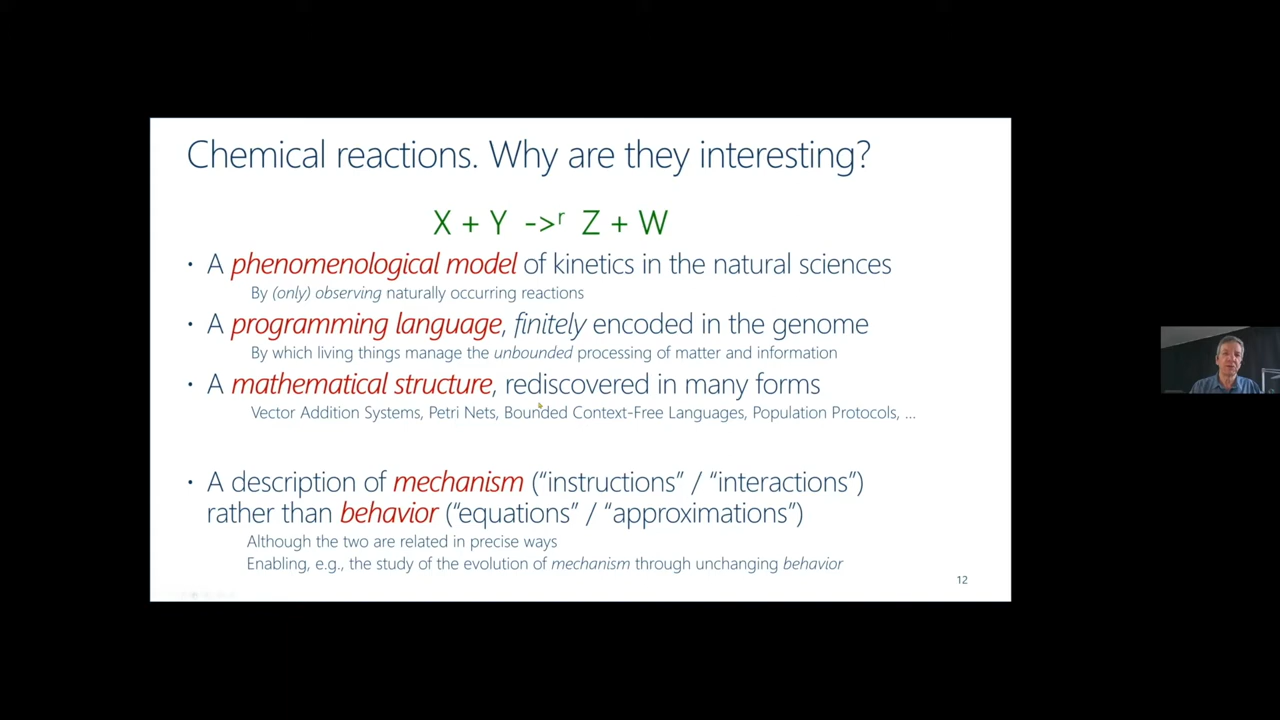 Chemical reactions. Why are they interesting?
X + Y ->ʳ Z + W
• A phenomenological model of kinetics in the natural sciences
By (only) observing naturally occurring reactions
• A programming language, finitely encoded in the genome
By which living things manage the unbounded processing of matter and information
• A mathematical structure, rediscovered in many forms
Vector Addition Systems, Petri Nets, Bounded Context-Free Languages, Population Protocols, ...
• A description of mechanism (“instructions” / “interactions”)
rather than behavior (“equations” / “approximations”)
Although the two are related in precise ways
Enabling, e.g., the study of the evolution of mechanism through unchanging behavior
12